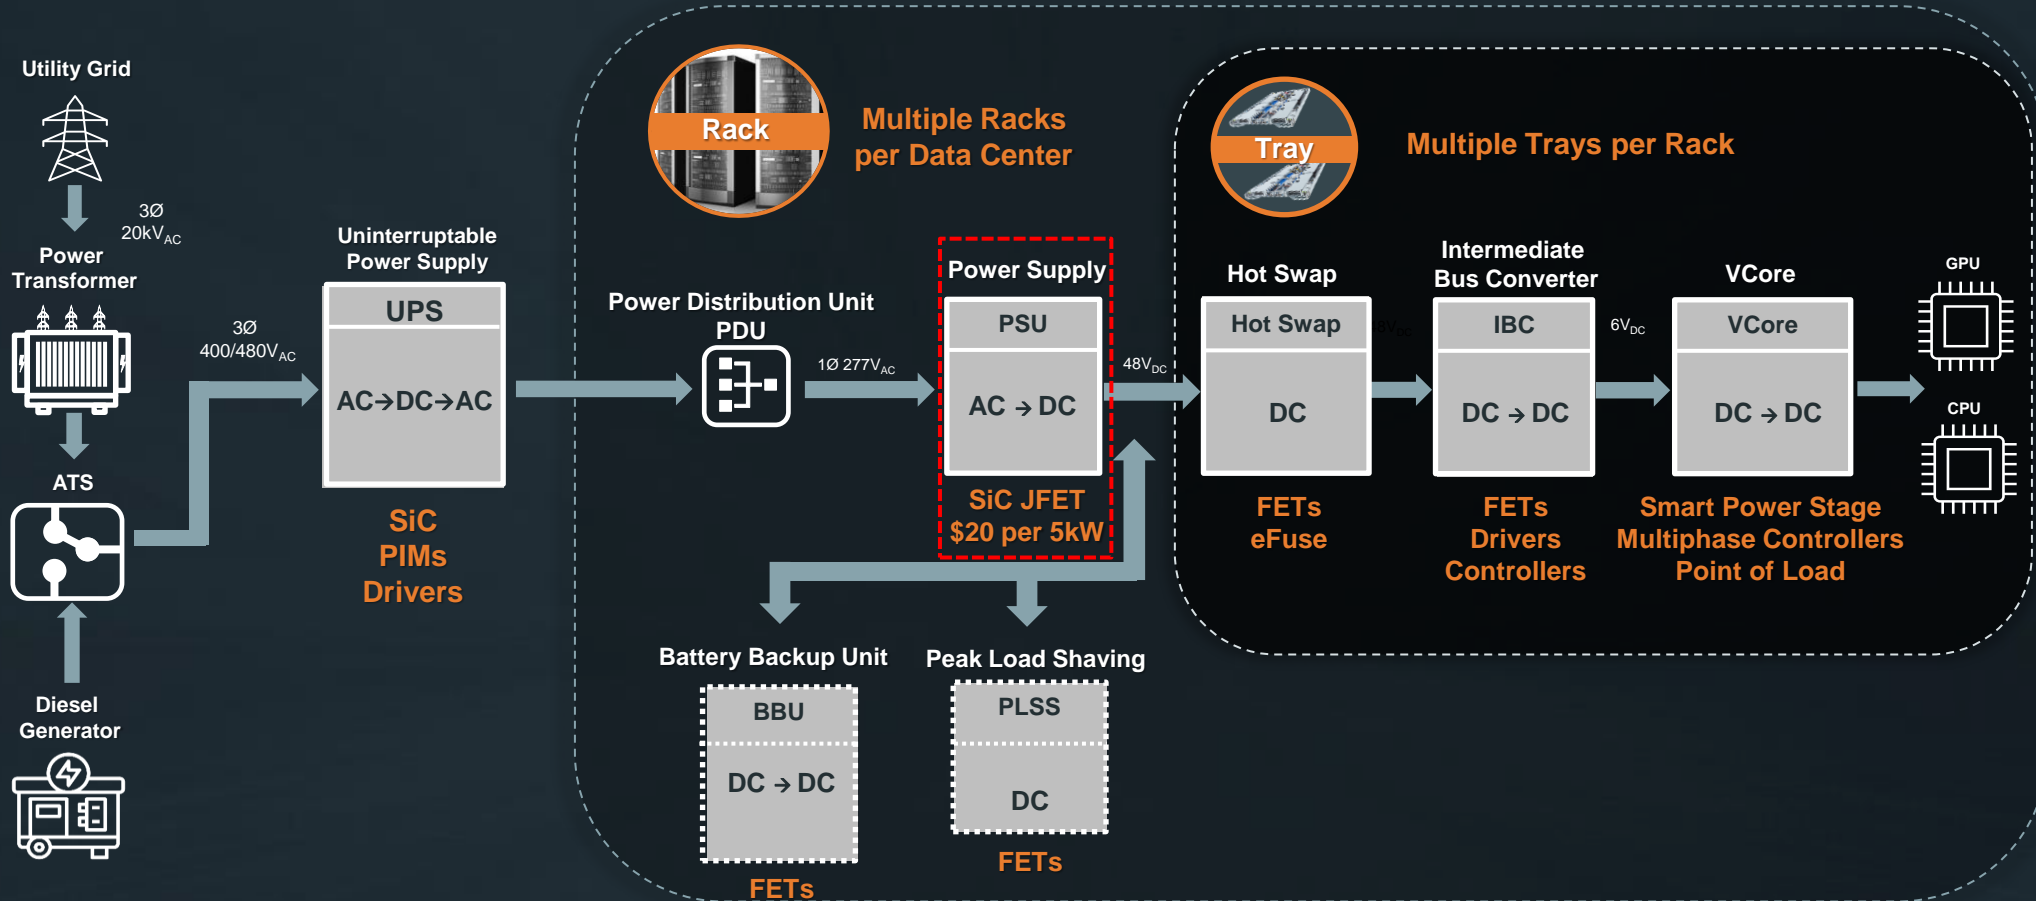 Utility Grid
3Ø
20kVAC
Power
Transformer
3Ø
400/480VAC
ATS
Diesel
Generator
Uninterruptable
Power Supply
UPS
AC→DC→AC
SiC
PIMs
Drivers
Rack
Multiple Racks
per Data Center
Power Distribution Unit
PDU
1Ø 277VAC
Power Supply
PSU
AC → DC
SiC JFET
$20 per 5kW
48VDC
Battery Backup Unit
BBU
DC → DC
FETs
Peak Load Shaving
PLSS
DC
FETs
Tray
Multiple Trays per Rack
Hot Swap
Hot Swap
DC
FETs
eFuse
48VDC
Intermediate
Bus Converter
IBC
DC → DC
FETs
Drivers
Controllers
6VDC
VCore
VCore
DC → DC
Smart Power Stage
Multiphase Controllers
Point of Load
GPU
CPU